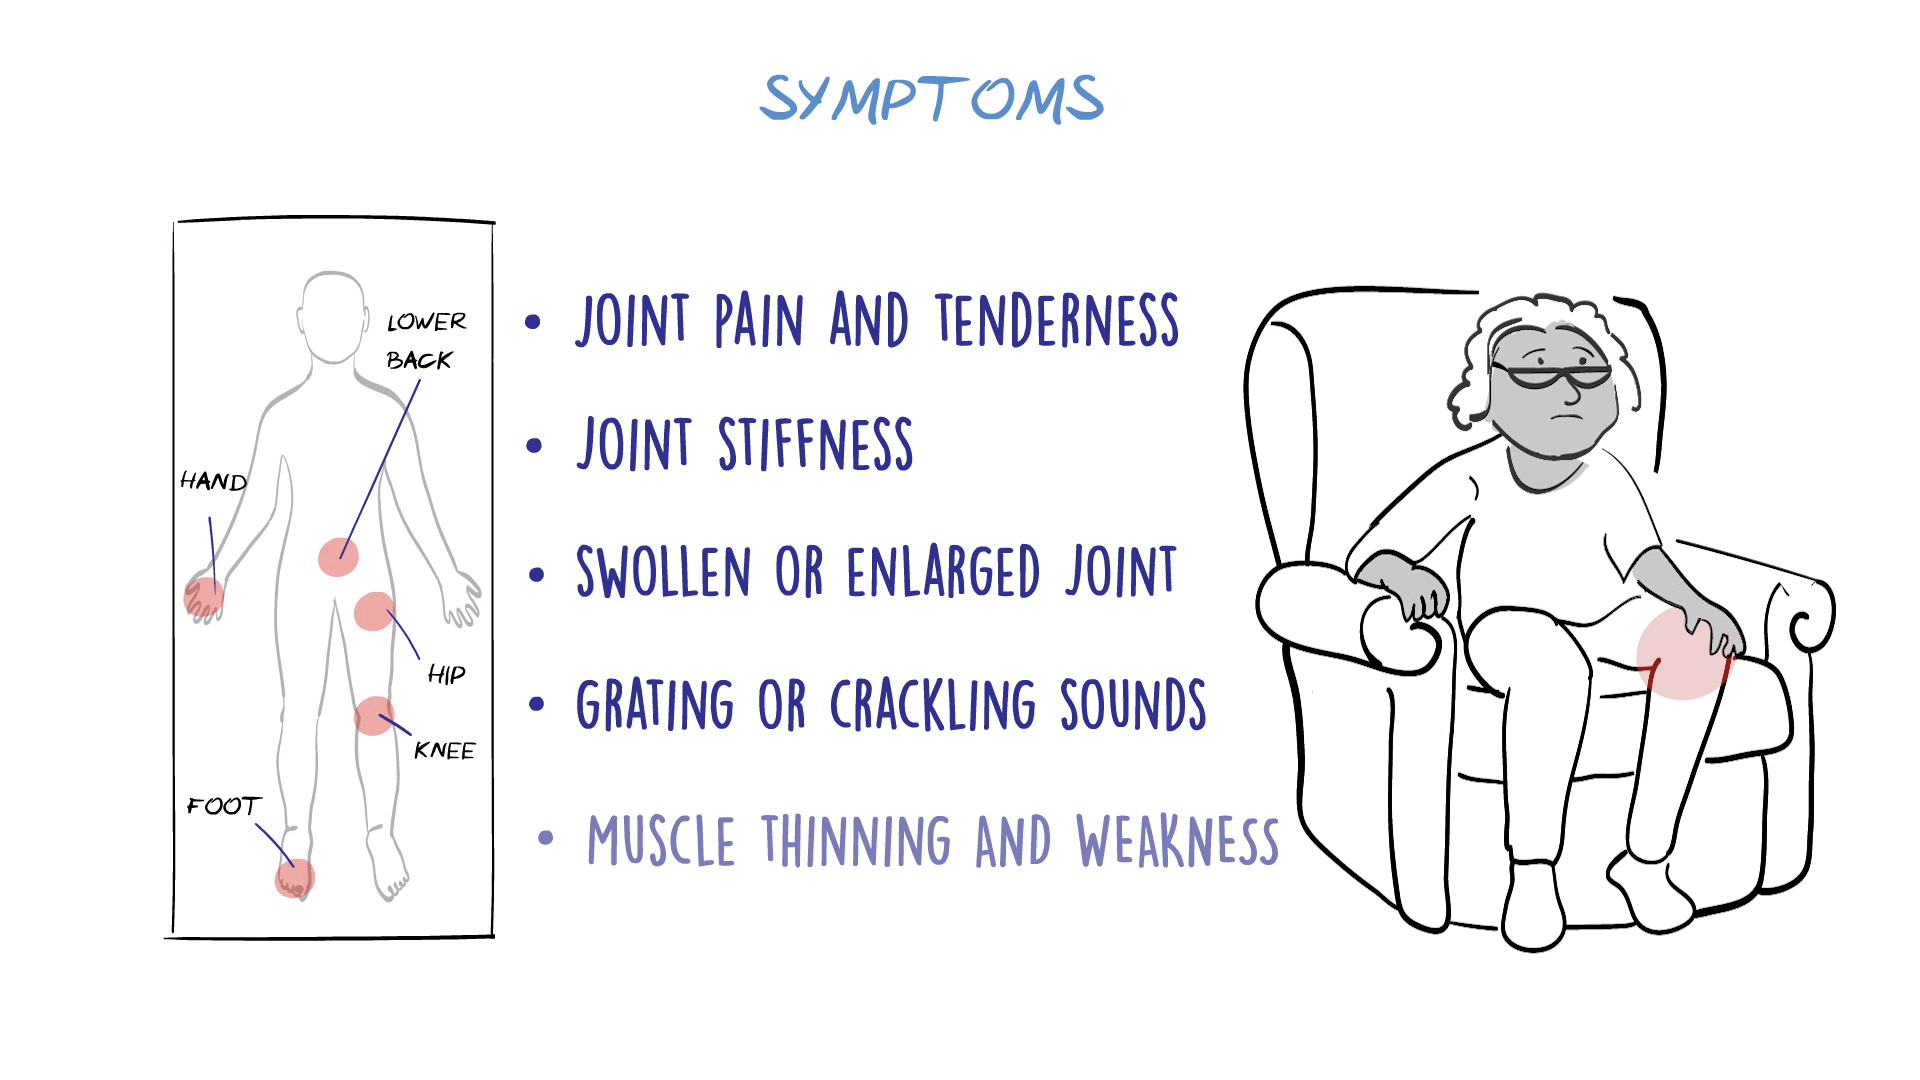 SYMPTOMS
LOWER
BACK
HAND
HIP
KNEE
FOOT
• JOINT PAIN AND TENDERNESS
• JOINT STIFFNESS
• SWOLLEN OR ENLARGED JOINT
• GRATING OR CRACKLING SOUNDS
• MUSCLE THINNING AND WEAKNESS